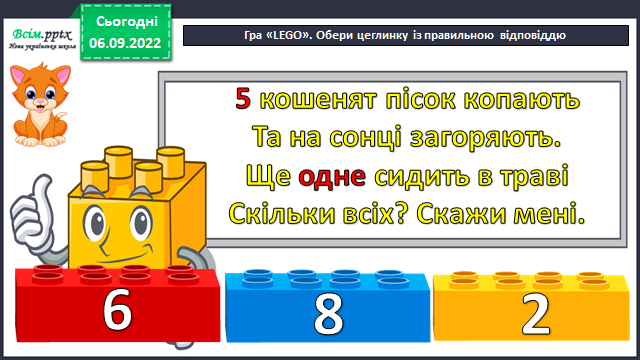 Всім.pptx
Нова українська школа
Сьогодні
06.09.2022
Гра «LEGO». Обери цеглинку із правильною відповіддю
5 кошенят пісок копають
Та на сонці загоряють.
Ще одне сидить в траві
Скільки всіх? Скажи мені.
6
8
2